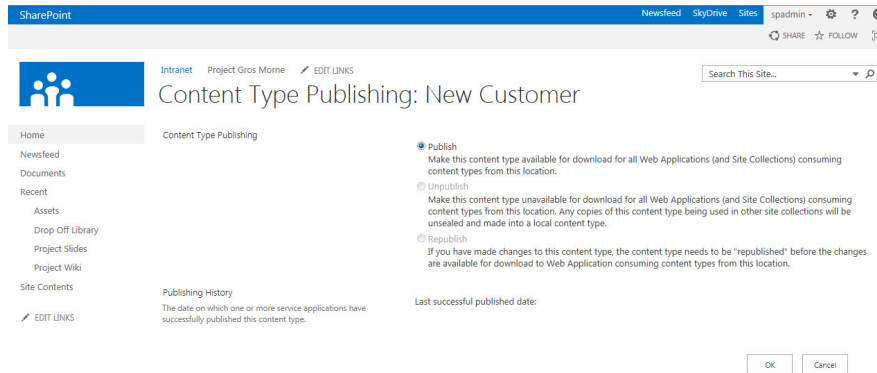 SharePoint
Newsfeed SkyDrive Sites spadmin ?
SHARE FOLLOW
Intranet Project Gros Morne EDIT LINKS
Search This Site...
Content Type Publishing: New Customer
Home
Newsfeed
Documents
Recent
Assets
Drop Off Library
Project Slides
Project Wiki
Site Contents
EDIT LINKS
Content Type Publishing
Publish
Make this content type available for download for all Web Applications (and Site Collections) consuming
content types from this location.
Unpublish
Make this content type unavailable for download for all Web Applications (and Site Collections) consuming
content types from this location. Any copies of this content type being used in other site collections will be
unsealed and made into a local content type.
Republish
If you have made changes to this content type, the content type needs to be "republished" before the changes
are available for download to Web Application consuming content types from this location.
Publishing History
The date on which one or more service applications have
successfully published this content type.
Last successful published date:
OK Cancel